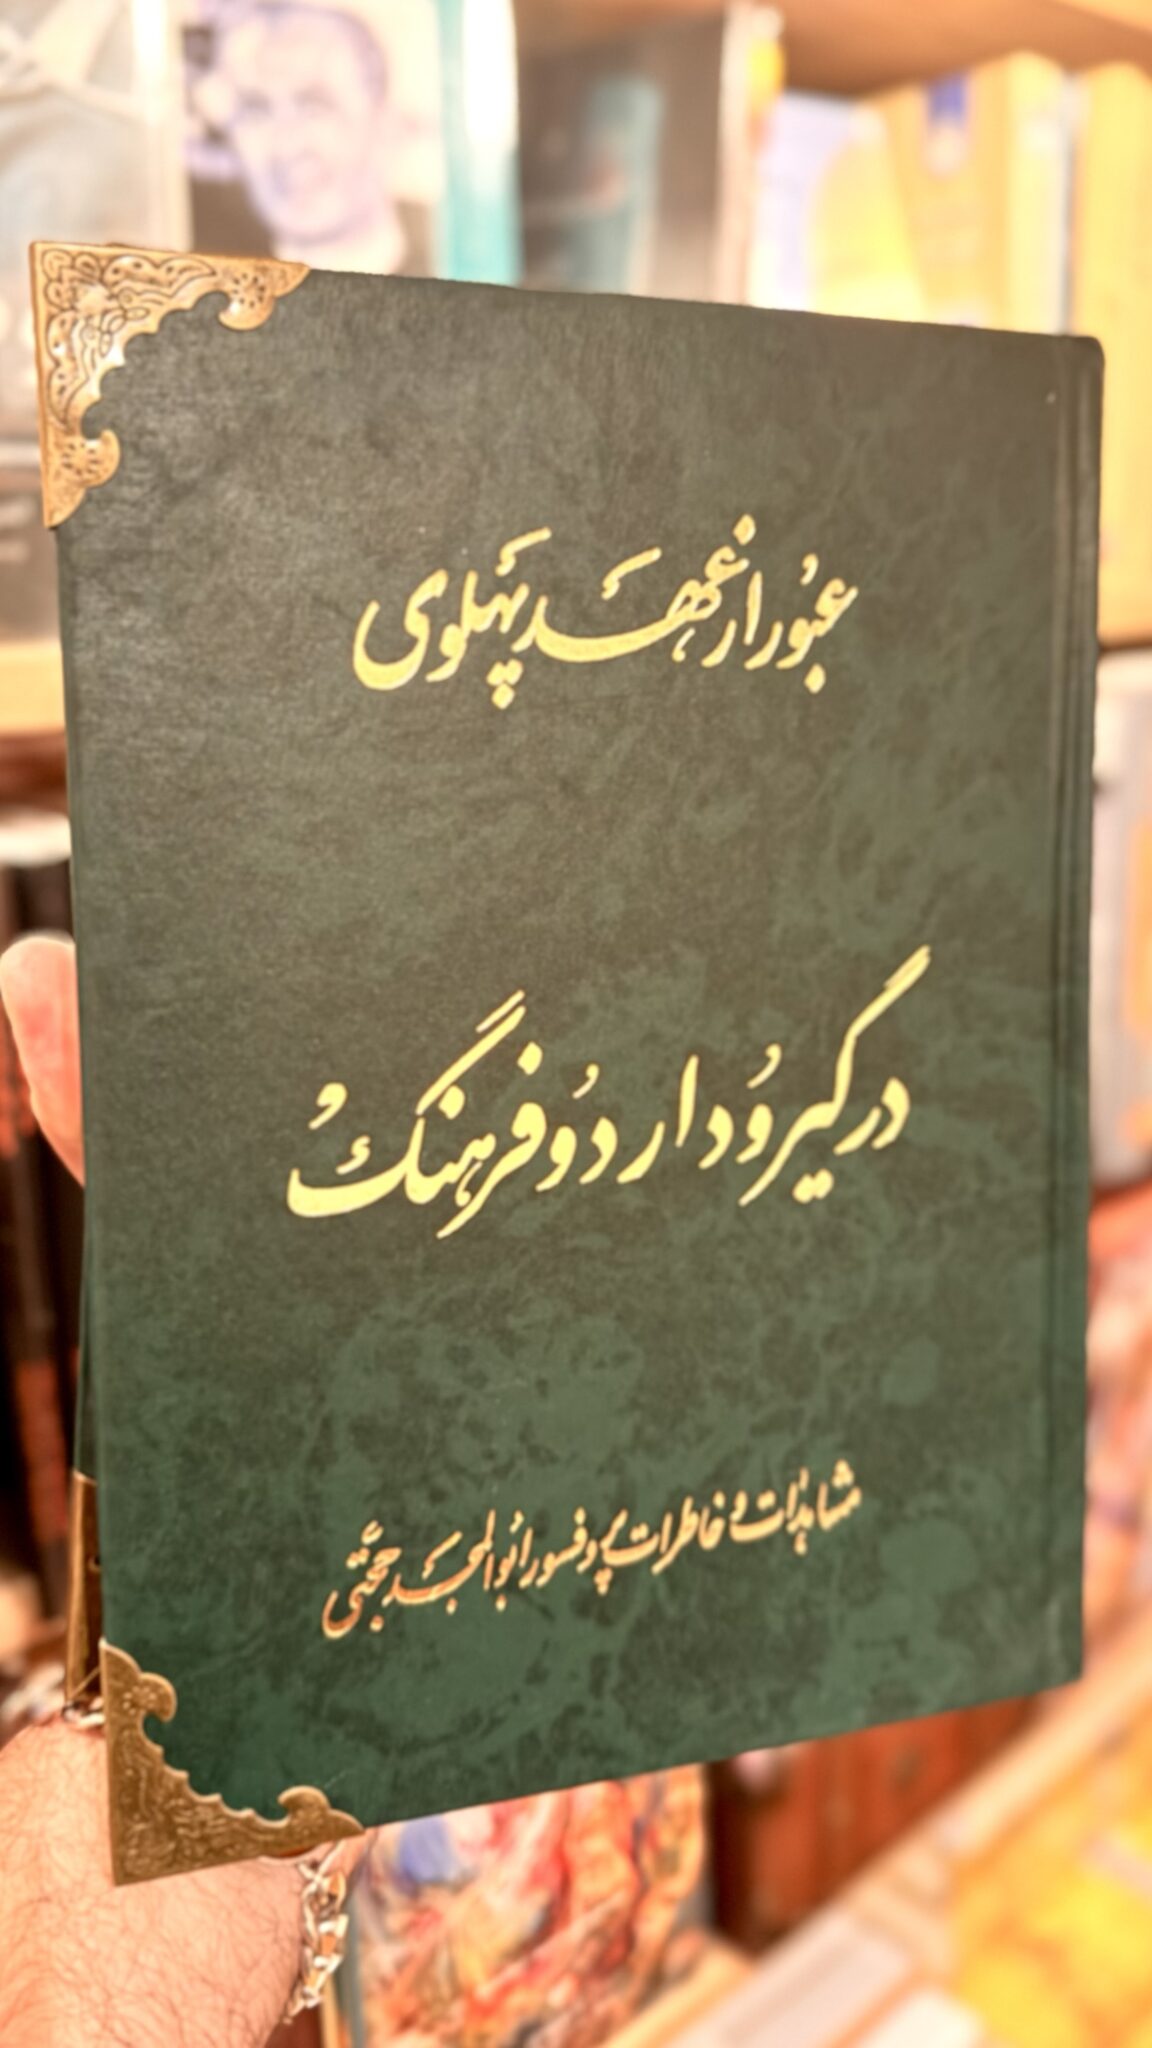 عبور از عهد پهلوی
در گیر و دار دو فرهنگ
مشاهدات و خاطرات پروفسور ابوالمجد حجتی